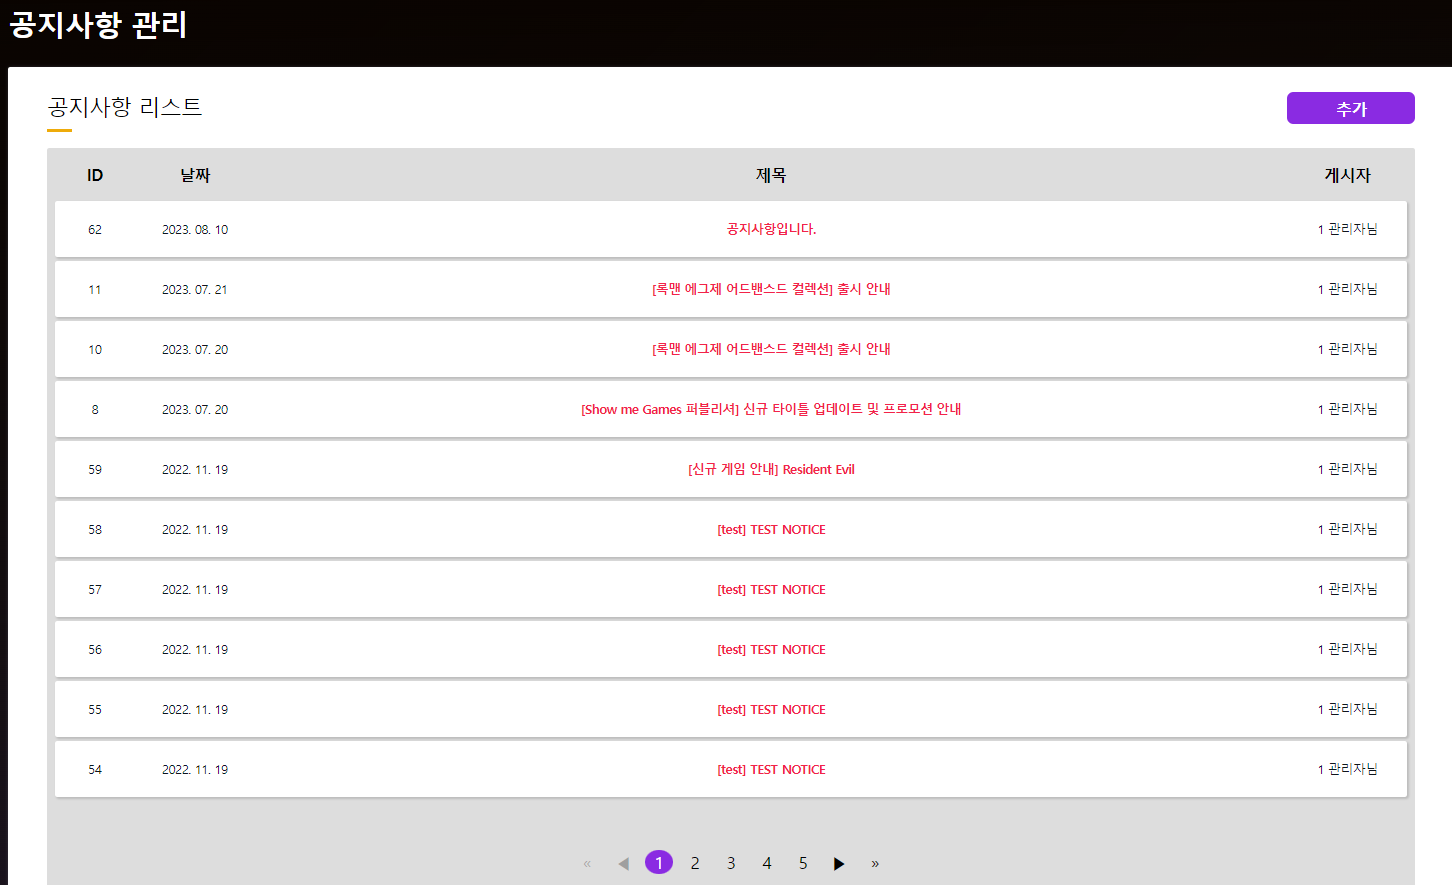 공지사항 관리
공지사항 리스트
추가
ID 날짜 제목 게시자
62 2023. 08. 10 공지사항입니다. 1 관리자님
11 2023. 07. 21 [록맨 에그제 어드밴스드 컬렉션] 출시 안내 1 관리자님
10 2023. 07. 20 [록맨 에그제 어드밴스드 컬렉션] 출시 안내 1 관리자님
8 2023. 07. 20 [Show me Games 퍼블리셔] 신규 타이틀 업데이트 및 프로모션 안내 1 관리자님
59 2022. 11. 19 [신규 게임 안내] Resident Evil 1 관리자님
58 2022. 11. 19 [test] TEST NOTICE 1 관리자님
57 2022. 11. 19 [test] TEST NOTICE 1 관리자님
56 2022. 11. 19 [test] TEST NOTICE 1 관리자님
55 2022. 11. 19 [test] TEST NOTICE 1 관리자님
54 2022. 11. 19 [test] TEST NOTICE 1 관리자님
« ◀ 1 2 3 4 5 ▶ »